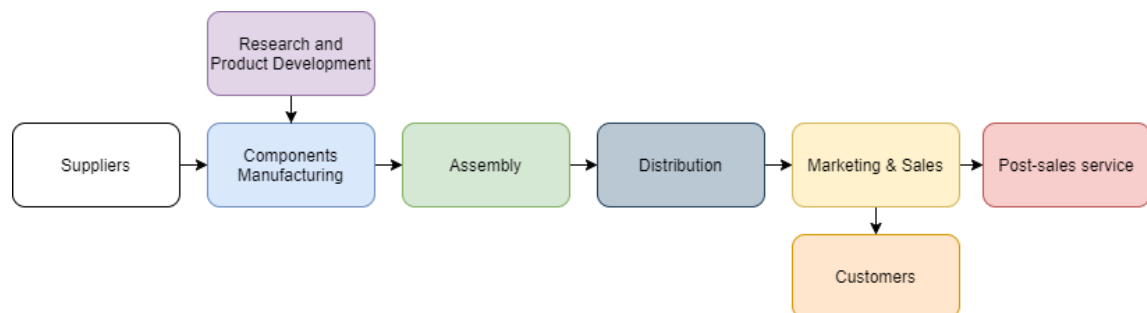 Research and
Product Development
Suppliers
Components
Manufacturing
Assembly
Distribution
Marketing & Sales
Post-sales service
Customers